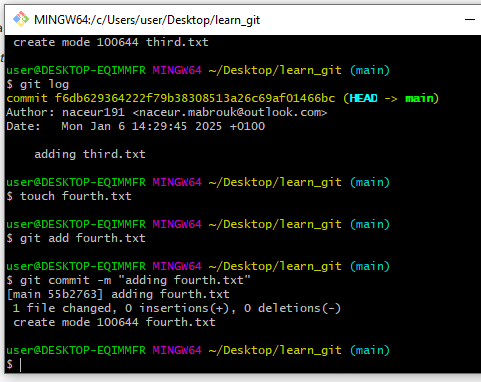 MINGW64:/c/Users/user/Desktop/learn_git
create mode 100644 third.txt
user@DESKTOP-EQIMMFR MINGW64 ~/Desktop/learn_git (main)
$ git log
commit f6db629364222f79b38308513a26c69af01466bc (HEAD -> main)
Author: naceur191 <naceur.mabrouk@outlook.com>
Date:   Mon Jan 6 14:29:45 2025 +0100
    adding third.txt
user@DESKTOP-EQIMMFR MINGW64 ~/Desktop/learn_git (main)
$ touch fourth.txt
user@DESKTOP-EQIMMFR MINGW64 ~/Desktop/learn_git (main)
$ git add fourth.txt
user@DESKTOP-EQIMMFR MINGW64 ~/Desktop/learn_git (main)
$ git commit -m "adding fourth.txt"
[main 55b2763] adding fourth.txt
 1 file changed, 0 insertions(+), 0 deletions(-)
 create mode 100644 fourth.txt
user@DESKTOP-EQIMMFR MINGW64 ~/Desktop/learn_git (main)
$